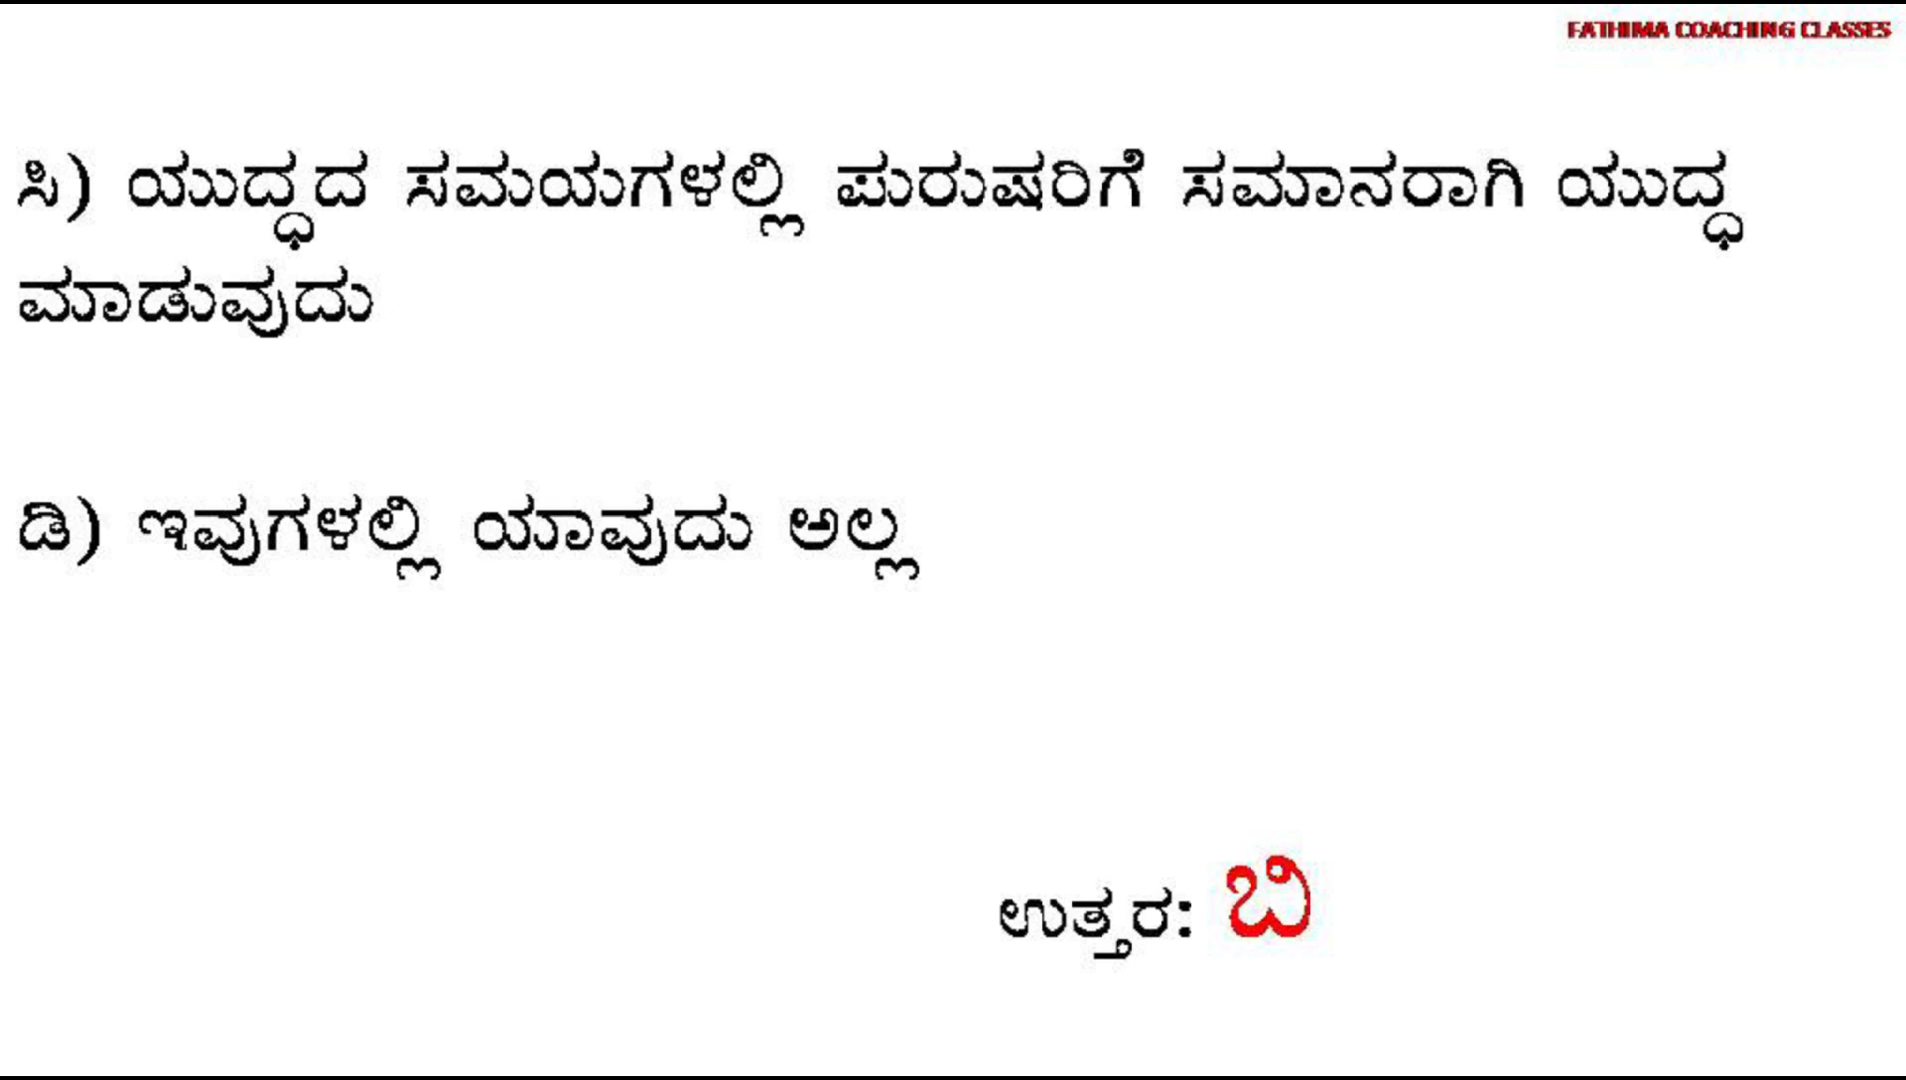 FATHIMA COACHING CLASSES
ಸಿ) ಯುದ್ಧದ ಸಮಯಗಳಲ್ಲಿ ಪುರುಷರಿಗೆ ಸಮಾನರಾಗಿ ಯುದ್ಧ
ಮಾಡುವುದು
ಡಿ) ಇವುಗಳಲ್ಲಿ ಯಾವುದು ಅಲ್ಲ
ಉತ್ತರ: ಬಿ